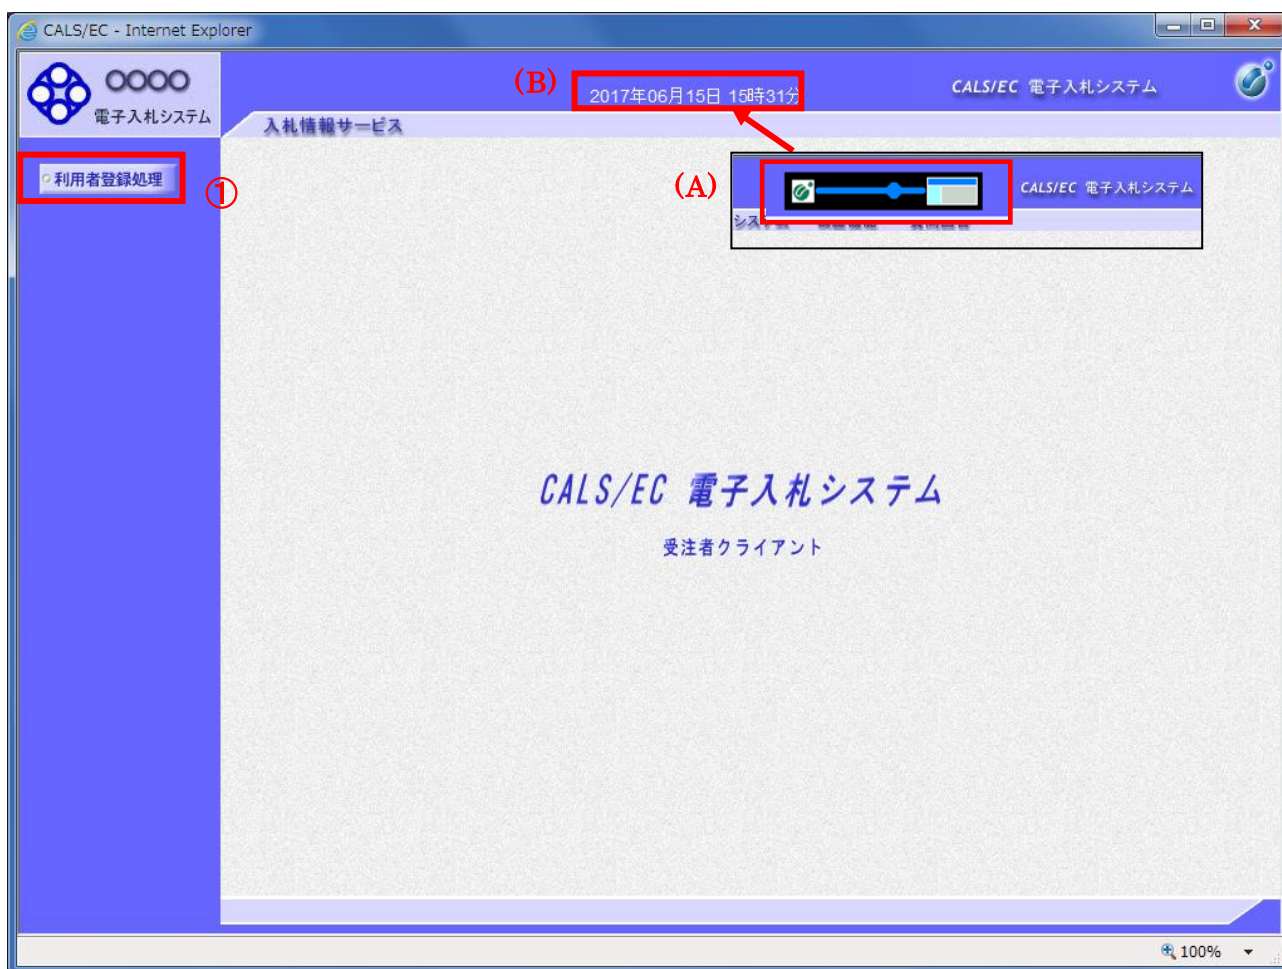 CALS/EC - Internet Explorer
○○○○
電子入札システム
(B)
2017年06月15日 15時31分
CALS/EC 電子入札システム
入札情報サービス
利用者登録処理
①
(A)
CALS/EC 電子入札システム
CALS/EC 電子入札システム
受注者クライアント
100%